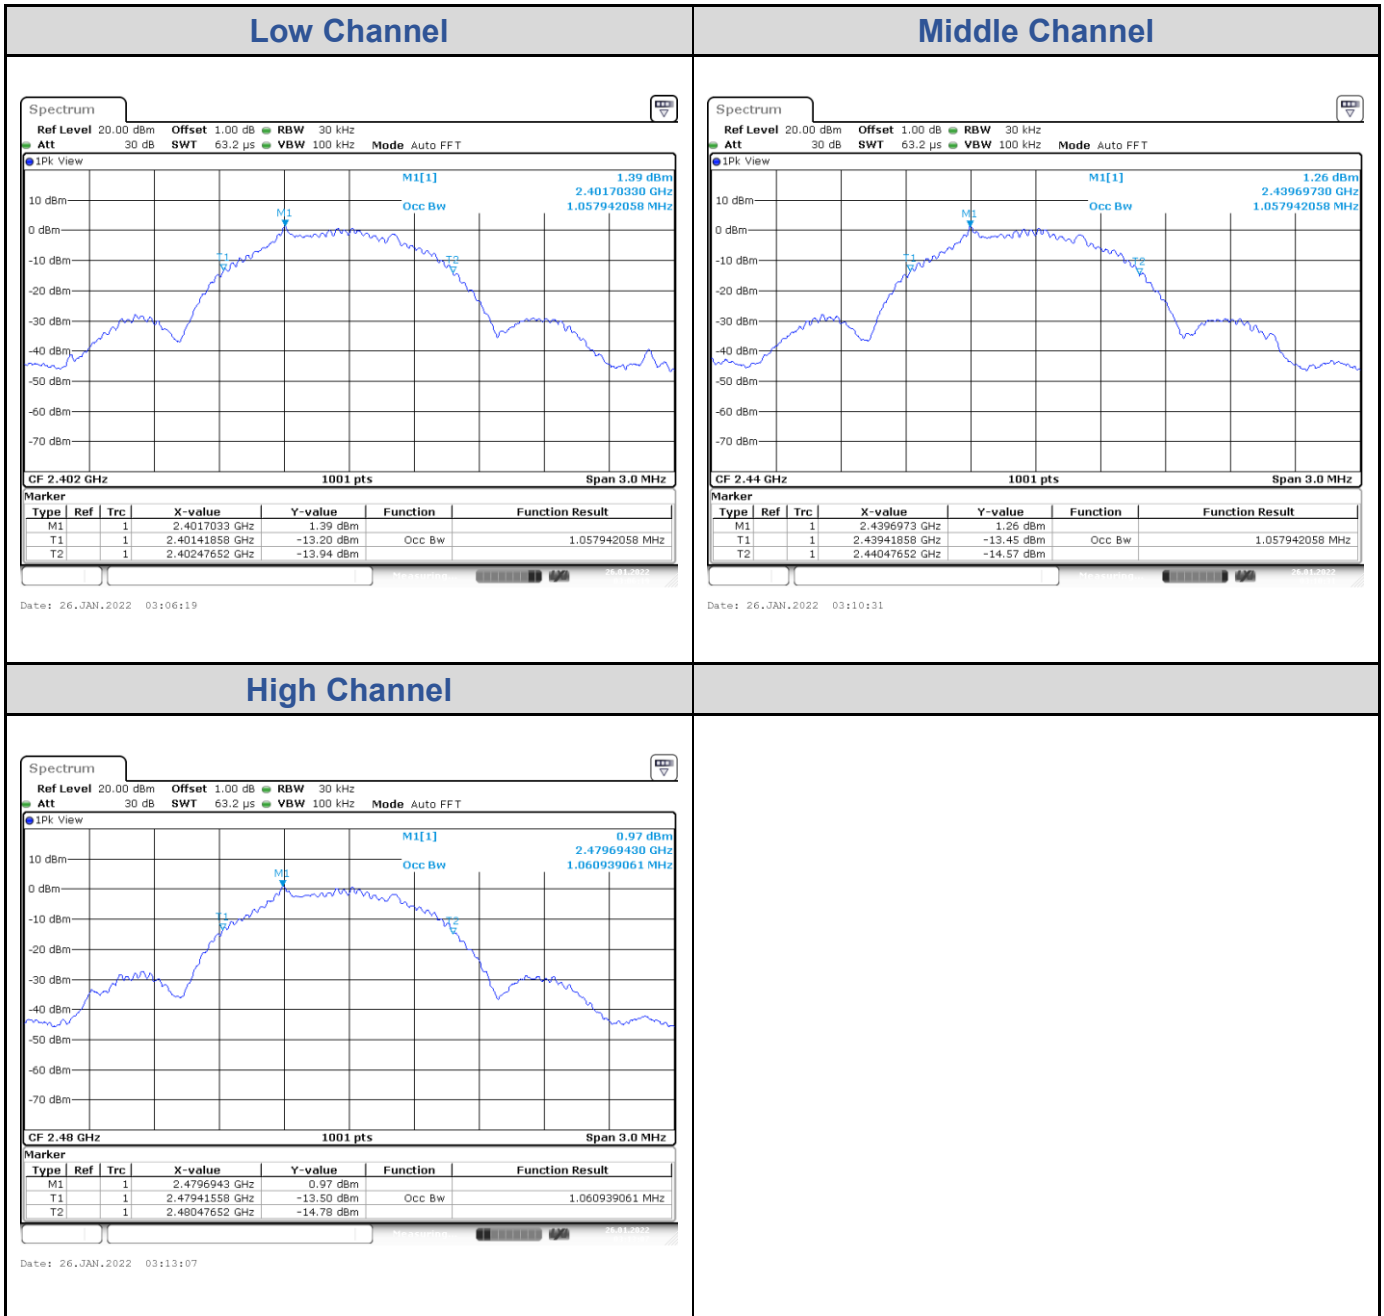 Low Channel
Middle Channel
Spectrum
Ref Level 20.00 dBm Offset 1.00 dB RBW 30 kHz
Att 30 dB SWT 63.2 µs VBW 100 kHz Mode Auto FFT
1Pk View
M1[1] 1.39 dBm
2.40170330 GHz
Occ Bw 1.057942058 MHz
10 dBm
M1
0 dBm
T1
T2
-10 dBm
-20 dBm
-30 dBm
-40 dBm
-50 dBm
-60 dBm
-70 dBm
CF 2.402 GHz 1001 pts Span 3.0 MHz
Marker
Type Ref Trc X-value Y-value Function Function Result
M1 1 2.4017033 GHz 1.39 dBm
T1 1 2.40141858 GHz -13.20 dBm Occ Bw 1.057942058 MHz
T2 1 2.40247652 GHz -13.94 dBm
Measuring 26.01.2022
Date: 26.JAN.2022 03:06:19
Spectrum
Ref Level 20.00 dBm Offset 1.00 dB RBW 30 kHz
Att 30 dB SWT 63.2 µs VBW 100 kHz Mode Auto FFT
1Pk View
M1[1] 1.26 dBm
2.43969730 GHz
Occ Bw 1.057942058 MHz
10 dBm
M1
0 dBm
T1
T2
-10 dBm
-20 dBm
-30 dBm
-40 dBm
-50 dBm
-60 dBm
-70 dBm
CF 2.44 GHz 1001 pts Span 3.0 MHz
Marker
Type Ref Trc X-value Y-value Function Function Result
M1 1 2.4396973 GHz 1.26 dBm
T1 1 2.43941858 GHz -13.45 dBm Occ Bw 1.057942058 MHz
T2 1 2.44047652 GHz -14.57 dBm
Measuring 26.01.2022
Date: 26.JAN.2022 03:10:31
High Channel
Spectrum
Ref Level 20.00 dBm Offset 1.00 dB RBW 30 kHz
Att 30 dB SWT 63.2 µs VBW 100 kHz Mode Auto FFT
1Pk View
M1[1] 0.97 dBm
2.47969430 GHz
Occ Bw 1.060939061 MHz
10 dBm
M1
0 dBm
T1
T2
-10 dBm
-20 dBm
-30 dBm
-40 dBm
-50 dBm
-60 dBm
-70 dBm
CF 2.48 GHz 1001 pts Span 3.0 MHz
Marker
Type Ref Trc X-value Y-value Function Function Result
M1 1 2.4796943 GHz 0.97 dBm
T1 1 2.47941558 GHz -13.50 dBm Occ Bw 1.060939061 MHz
T2 1 2.48047652 GHz -14.78 dBm
Measuring 26.01.2022
Date: 26.JAN.2022 03:13:07